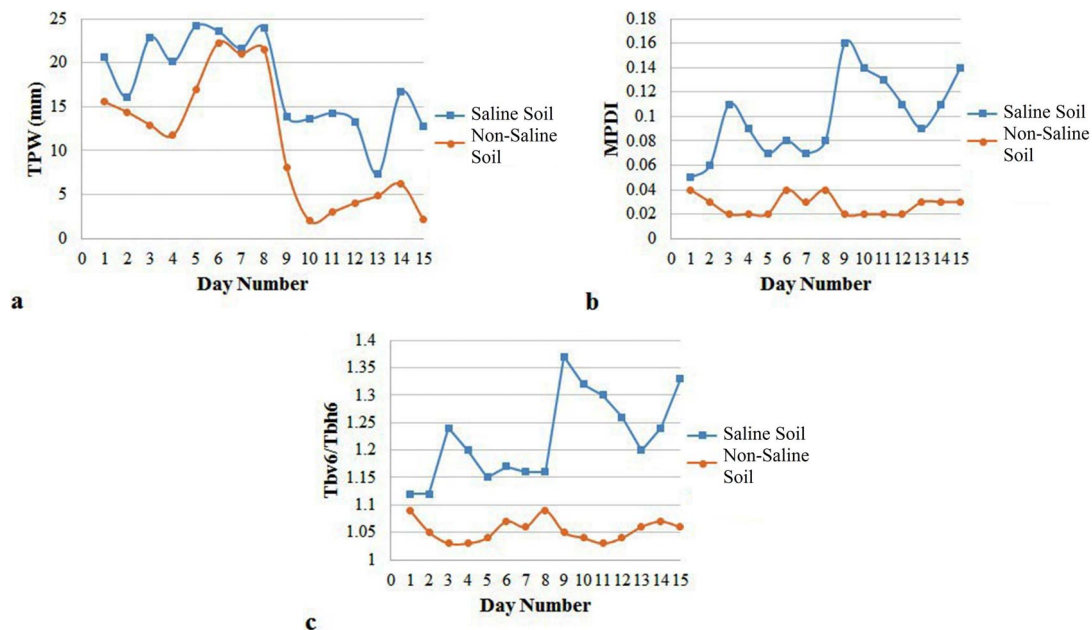 25
20
15
10
5
0
TPW (mm)
0 1 2 3 4 5 6 7 8 9 10 11 12 13 14 15
Day Number
Saline Soil
Non-Saline
Soil
a
0.18
0.16
0.14
0.12
0.1
0.08
0.06
0.04
0.02
0
MPDI
0 1 2 3 4 5 6 7 8 9 10 11 12 13 14 15
Day Number
Saline Soil
Non-Saline
Soil
b
1.4
1.35
1.3
1.25
1.2
1.15
1.1
1.05
1
Tbv6/Tbh6
0 1 2 3 4 5 6 7 8 9 10 11 12 13 14 15
Day Number
Saline Soil
Non-Saline
Soil
c